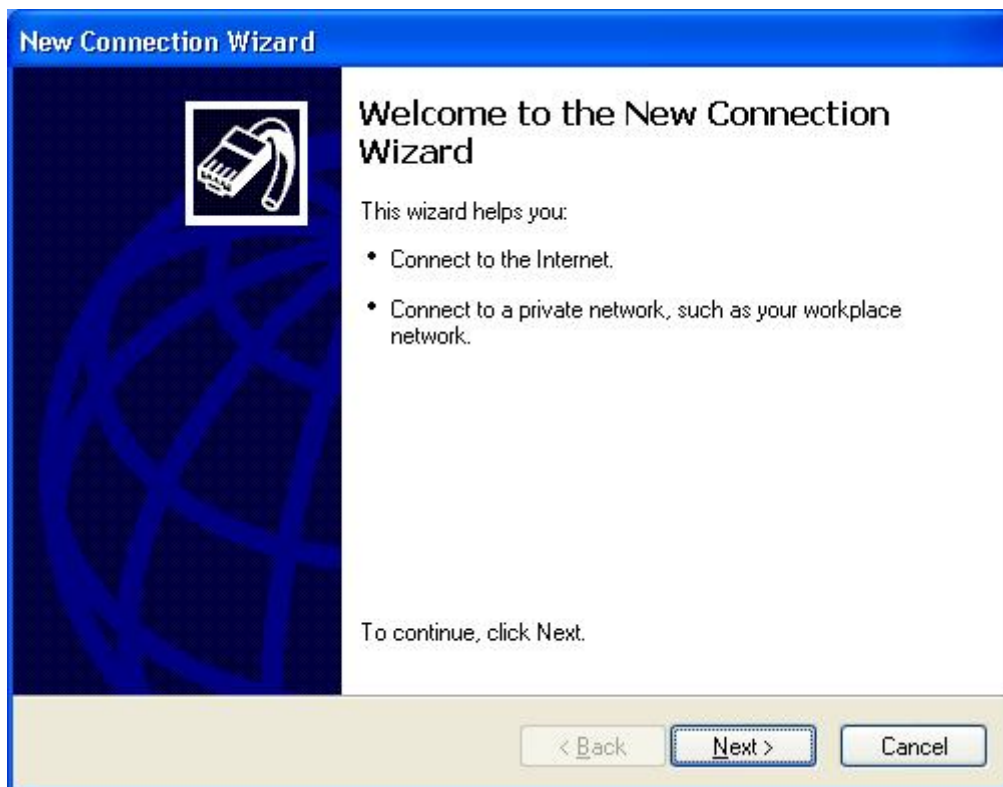 New Connection Wizard
Welcome to the New Connection
Wizard
This wizard helps you:
• Connect to the Internet.
• Connect to a private network, such as your workplace
network.
To continue, click Next.
< Back Next > Cancel